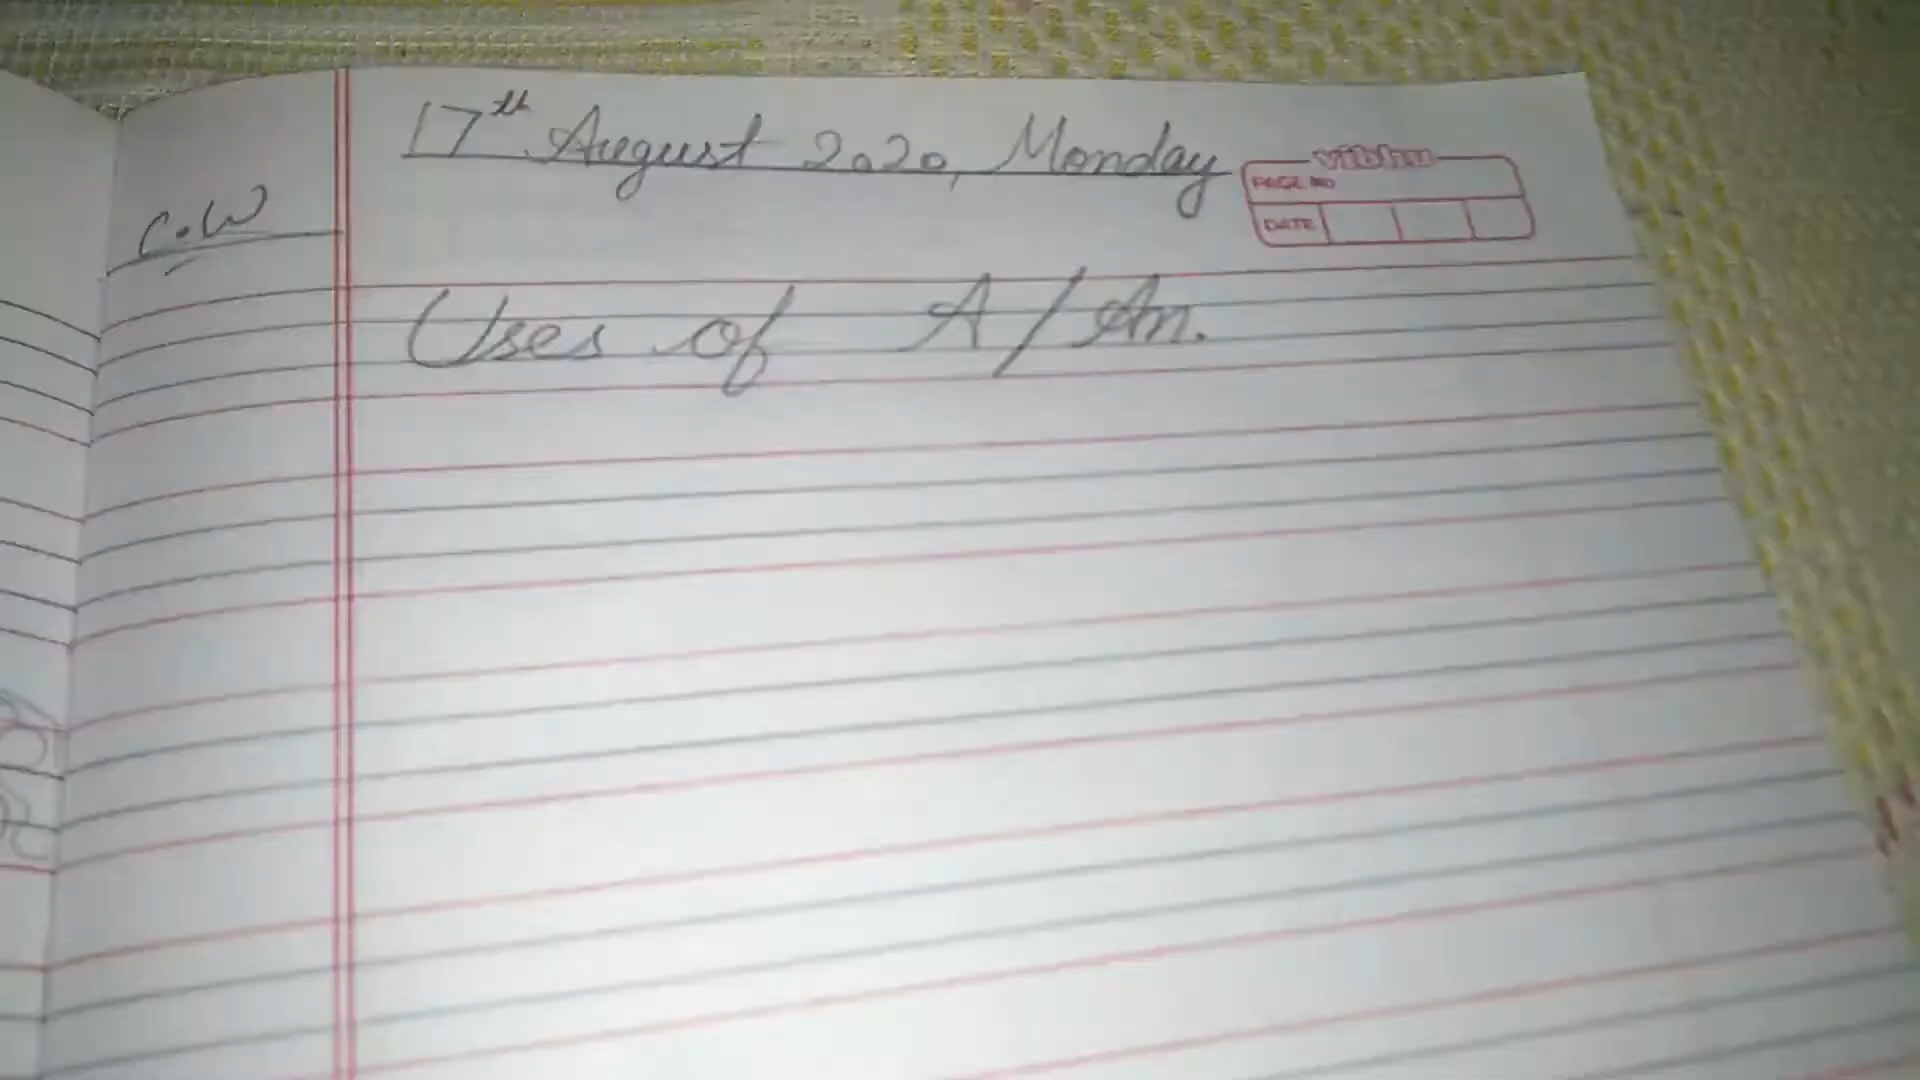 17th August 2020, Monday
vibhu
PAGE NO
DATE
C.W
Uses of A/An.